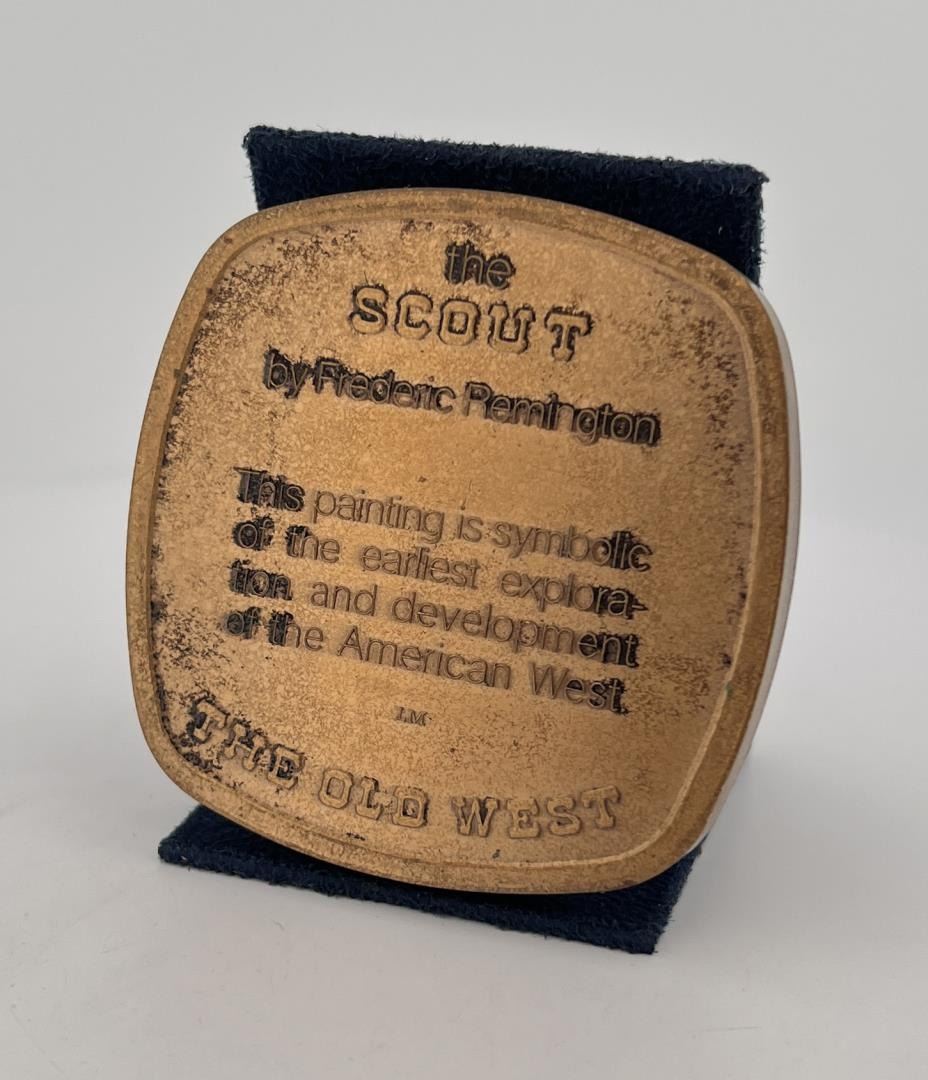 the
SCOUT
by Frederic Remington
This painting is symbolic
of the earliest explora-
tion and development
of the American West.
LM
THE OLD WEST